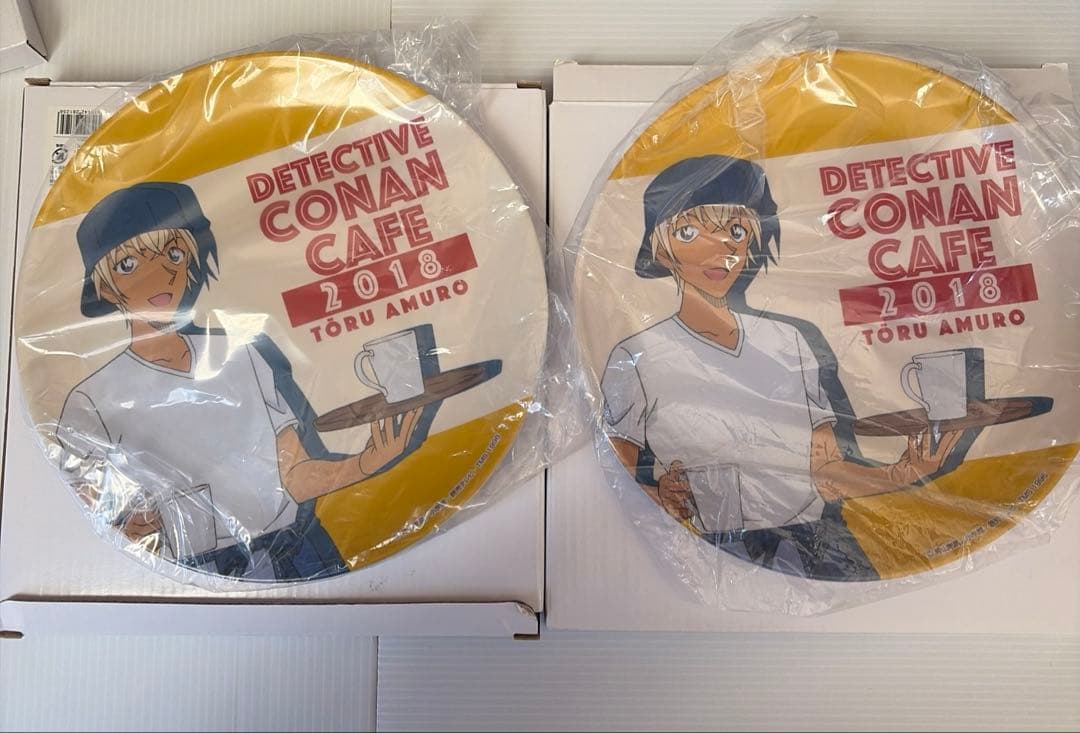 DETECTIVE
CONAN
CAFE
2018
TŌRU AMURO
DETECTIVE
CONAN
CAFE
2018
TŌRU AMURO